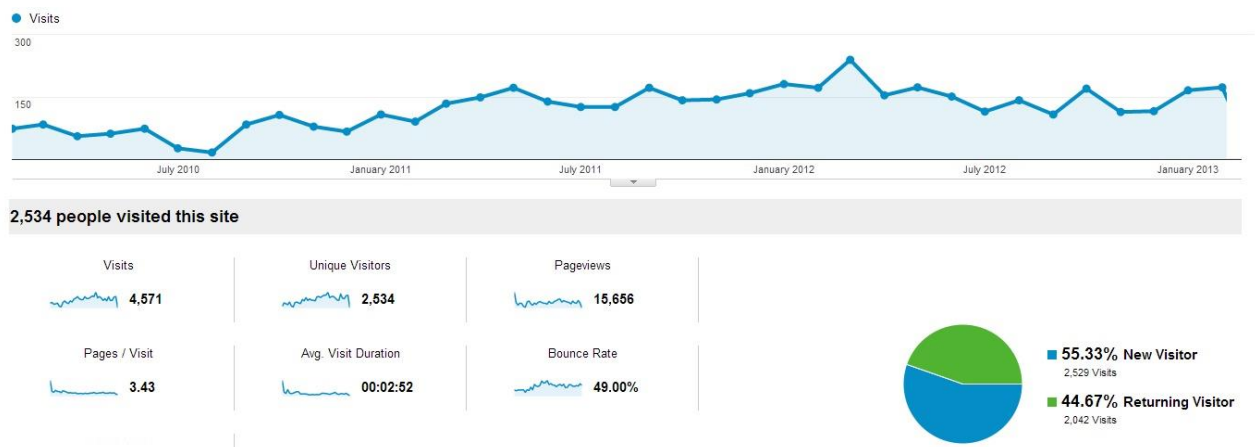 Visits
300
150
July 2010
January 2011
July 2011
January 2012
July 2012
January 2013
2,534 people visited this site
Visits
4,571
Unique Visitors
2,534
Pageviews
15,656
Pages / Visit
3.43
Avg. Visit Duration
00:02:52
Bounce Rate
49.00%
55.33% New Visitor
2,529 Visits
44.67% Returning Visitor
2,042 Visits